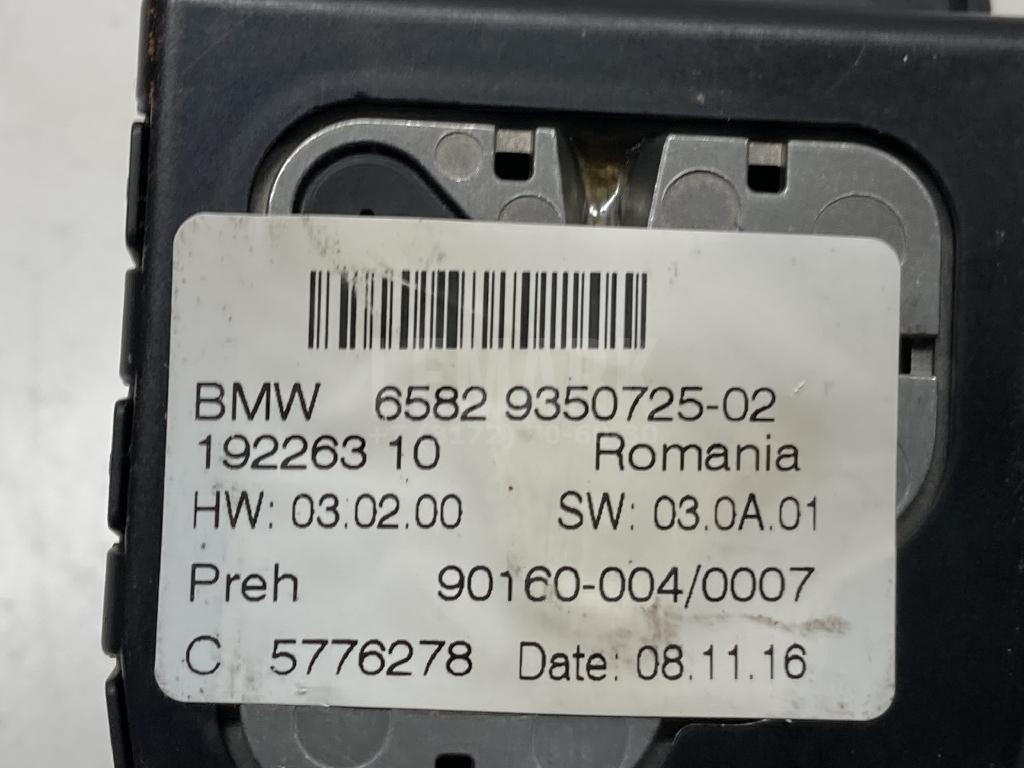 BMW 6582 9350725-02
192263 10 Romania
HW: 03.02.00 SW: 03.0A.01
Preh 90160-004/0007
C 5776278 Date: 08.11.16